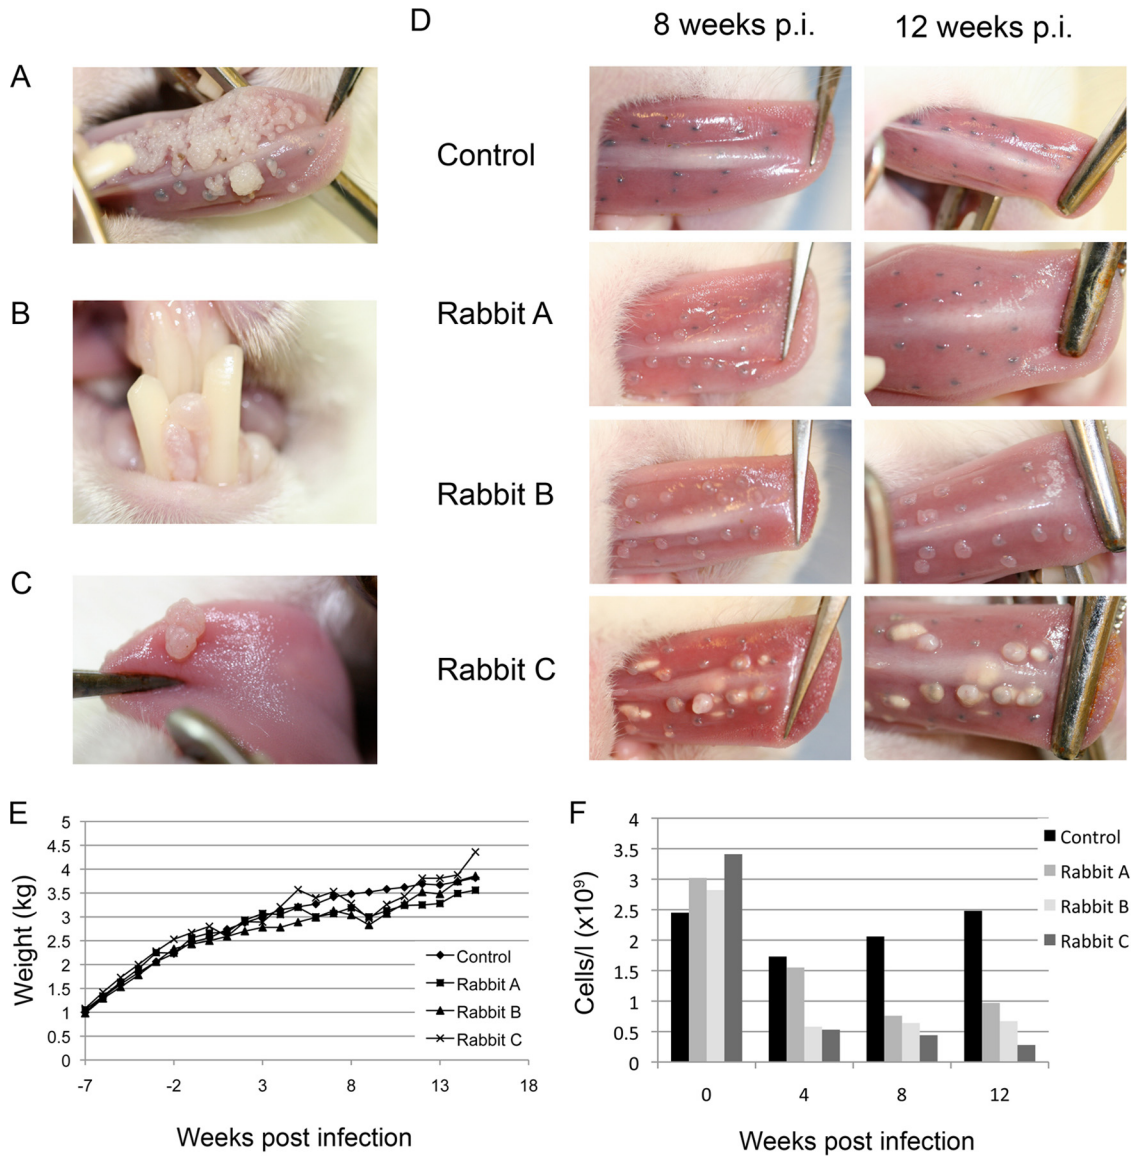 D
8 weeks p.i.
12 weeks p.i.
A
Control
B
Rabbit A
Rabbit B
C
Rabbit C
E
Weight (kg)
5
4.5
4
3.5
3
2.5
2
1.5
1
0.5
0
-7
-2
3
8
13
18
Control
Rabbit A
Rabbit B
Rabbit C
Weeks post infection
F
Cells/l (x10⁹)
4
3.5
3
2.5
2
1.5
1
0.5
0
0
4
8
12
Control
Rabbit A
Rabbit B
Rabbit C
Weeks post infection